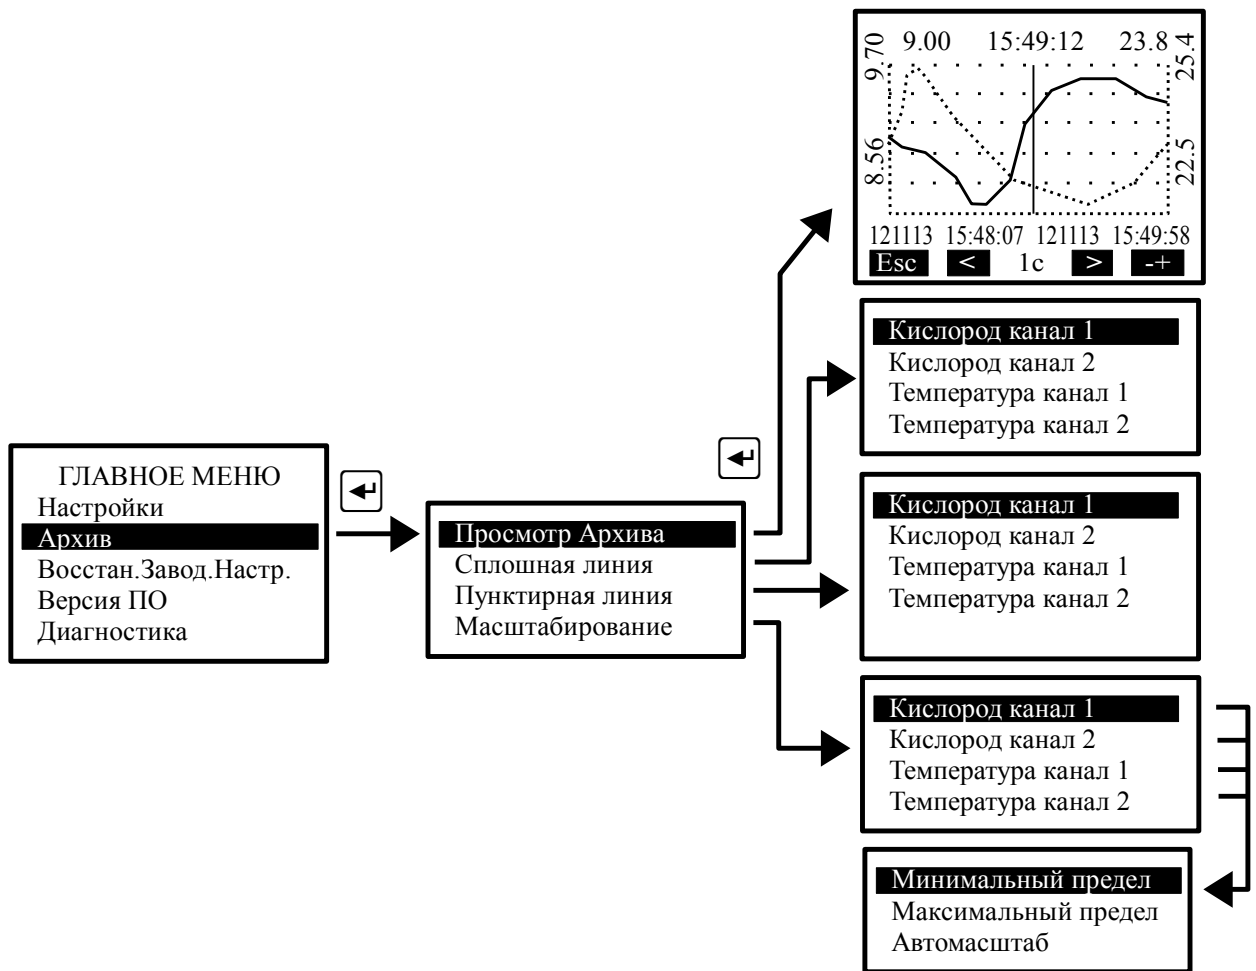 9.00 15:49:12 23.8
9.70
25.4
8.56
22.5
121113 15:48:07 121113 15:49:58
Esc < 1с > -+
Кислород канал 1
Кислород канал 2
Температура канал 1
Температура канал 2
ГЛАВНОЕ МЕНЮ
Настройки
Архив
Восстан.Завод.Настр.
Версия ПО
Диагностика
Просмотр Архива
Сплошная линия
Пунктирная линия
Масштабирование
Кислород канал 1
Кислород канал 2
Температура канал 1
Температура канал 2
Кислород канал 1
Кислород канал 2
Температура канал 1
Температура канал 2
Минимальный предел
Максимальный предел
Автомасштаб